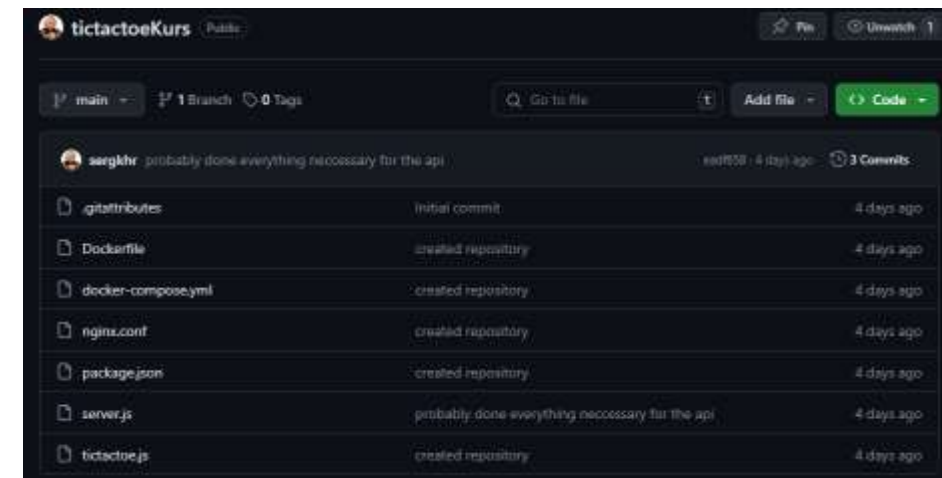 tictactoeKurs Public Pin Unwatch 1
main 1 Branch 0 Tags Go to file t Add file Code
sergkhr probably done everything neccessary for the api 4 days ago 3 Commits
.gitattributes Initial commit 4 days ago
Dockerfile created repository 4 days ago
docker-compose.yml created repository 4 days ago
nginx.conf created repository 4 days ago
package.json created repository 4 days ago
server.js probably done everything neccessary for the api 4 days ago
tictactoe.js created repository 4 days ago